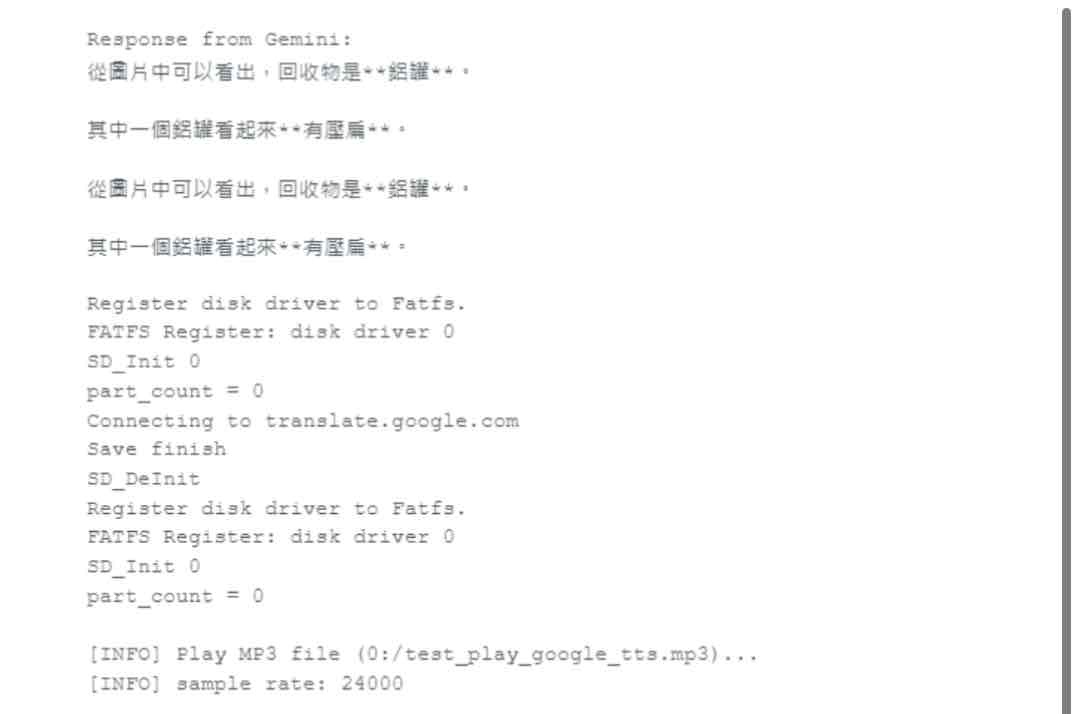 Response from Gemini:
從圖片中可以看出，回收物是**鋁罐**。
其中一個鋁罐看起來**有壓扁**。
從圖片中可以看出，回收物是**鋁罐**。
其中一個鋁罐看起來**有壓扁**。
Register disk driver to Fatfs.
FATFS Register: disk driver 0
SD_Init 0
part_count = 0
Connecting to translate.google.com
Save finish
SD_DeInit
Register disk driver to Fatfs.
FATFS Register: disk driver 0
SD_Init 0
part_count = 0
[INFO] Play MP3 file (0:/test_play_google_tts.mp3)...
[INFO] sample rate: 24000